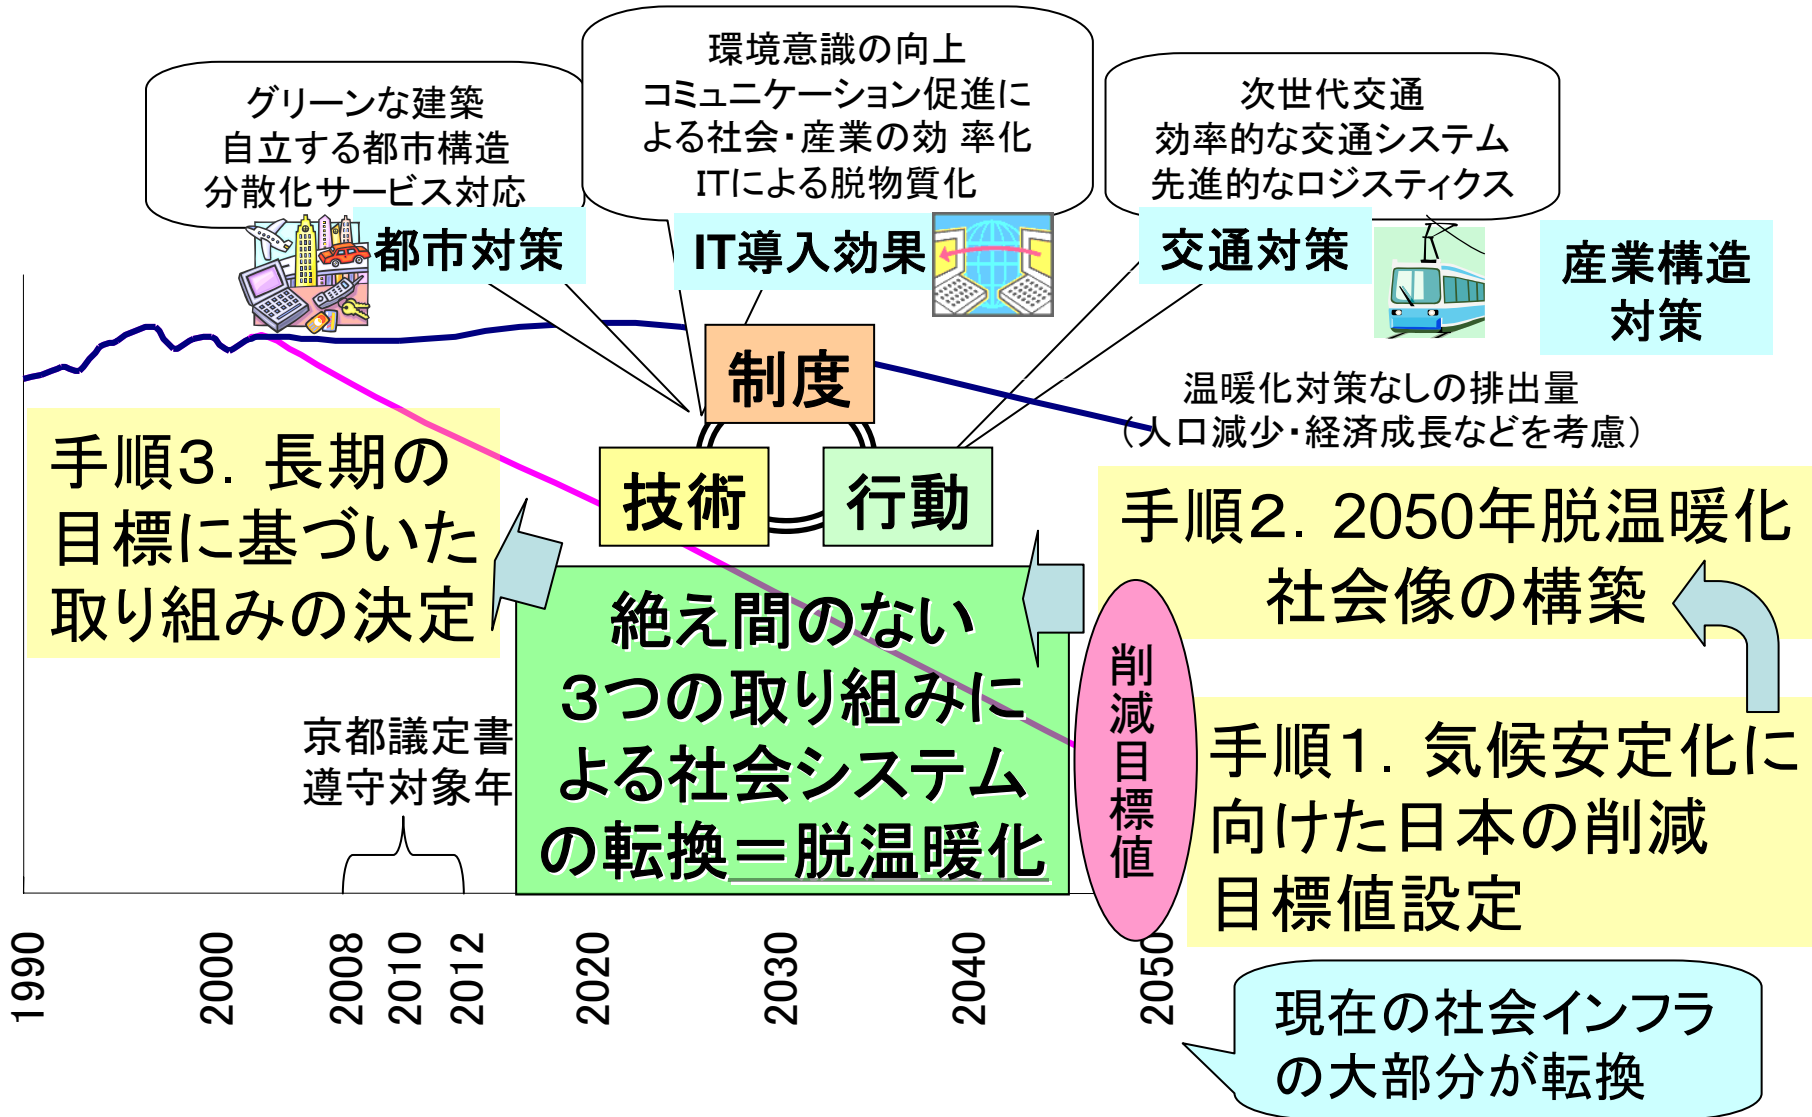 グリーンな建築
自立する都市構造
分散化サービス対応
環境意識の向上
コミュニケーション促進に
よる社会・産業の効 率化
ITによる脱物質化
次世代交通
効率的な交通システム
先進的なロジスティクス
都市対策
IT導入効果
交通対策
産業構造
対策
制度
技術
行動
温暖化対策なしの排出量
（人口減少・経済成長などを考慮）
手順３．長期の
目標に基づいた
取り組みの決定
手順２．2050年脱温暖化
社会像の構築
絶え間のない
３つの取り組みに
よる社会システム
の転換＝脱温暖化
削減目標値
手順１．気候安定化に
向けた日本の削減
目標値設定
京都議定書
遵守対象年
1990
2000
2008
2010
2012
2020
2030
2040
2050
現在の社会インフラ
の大部分が転換